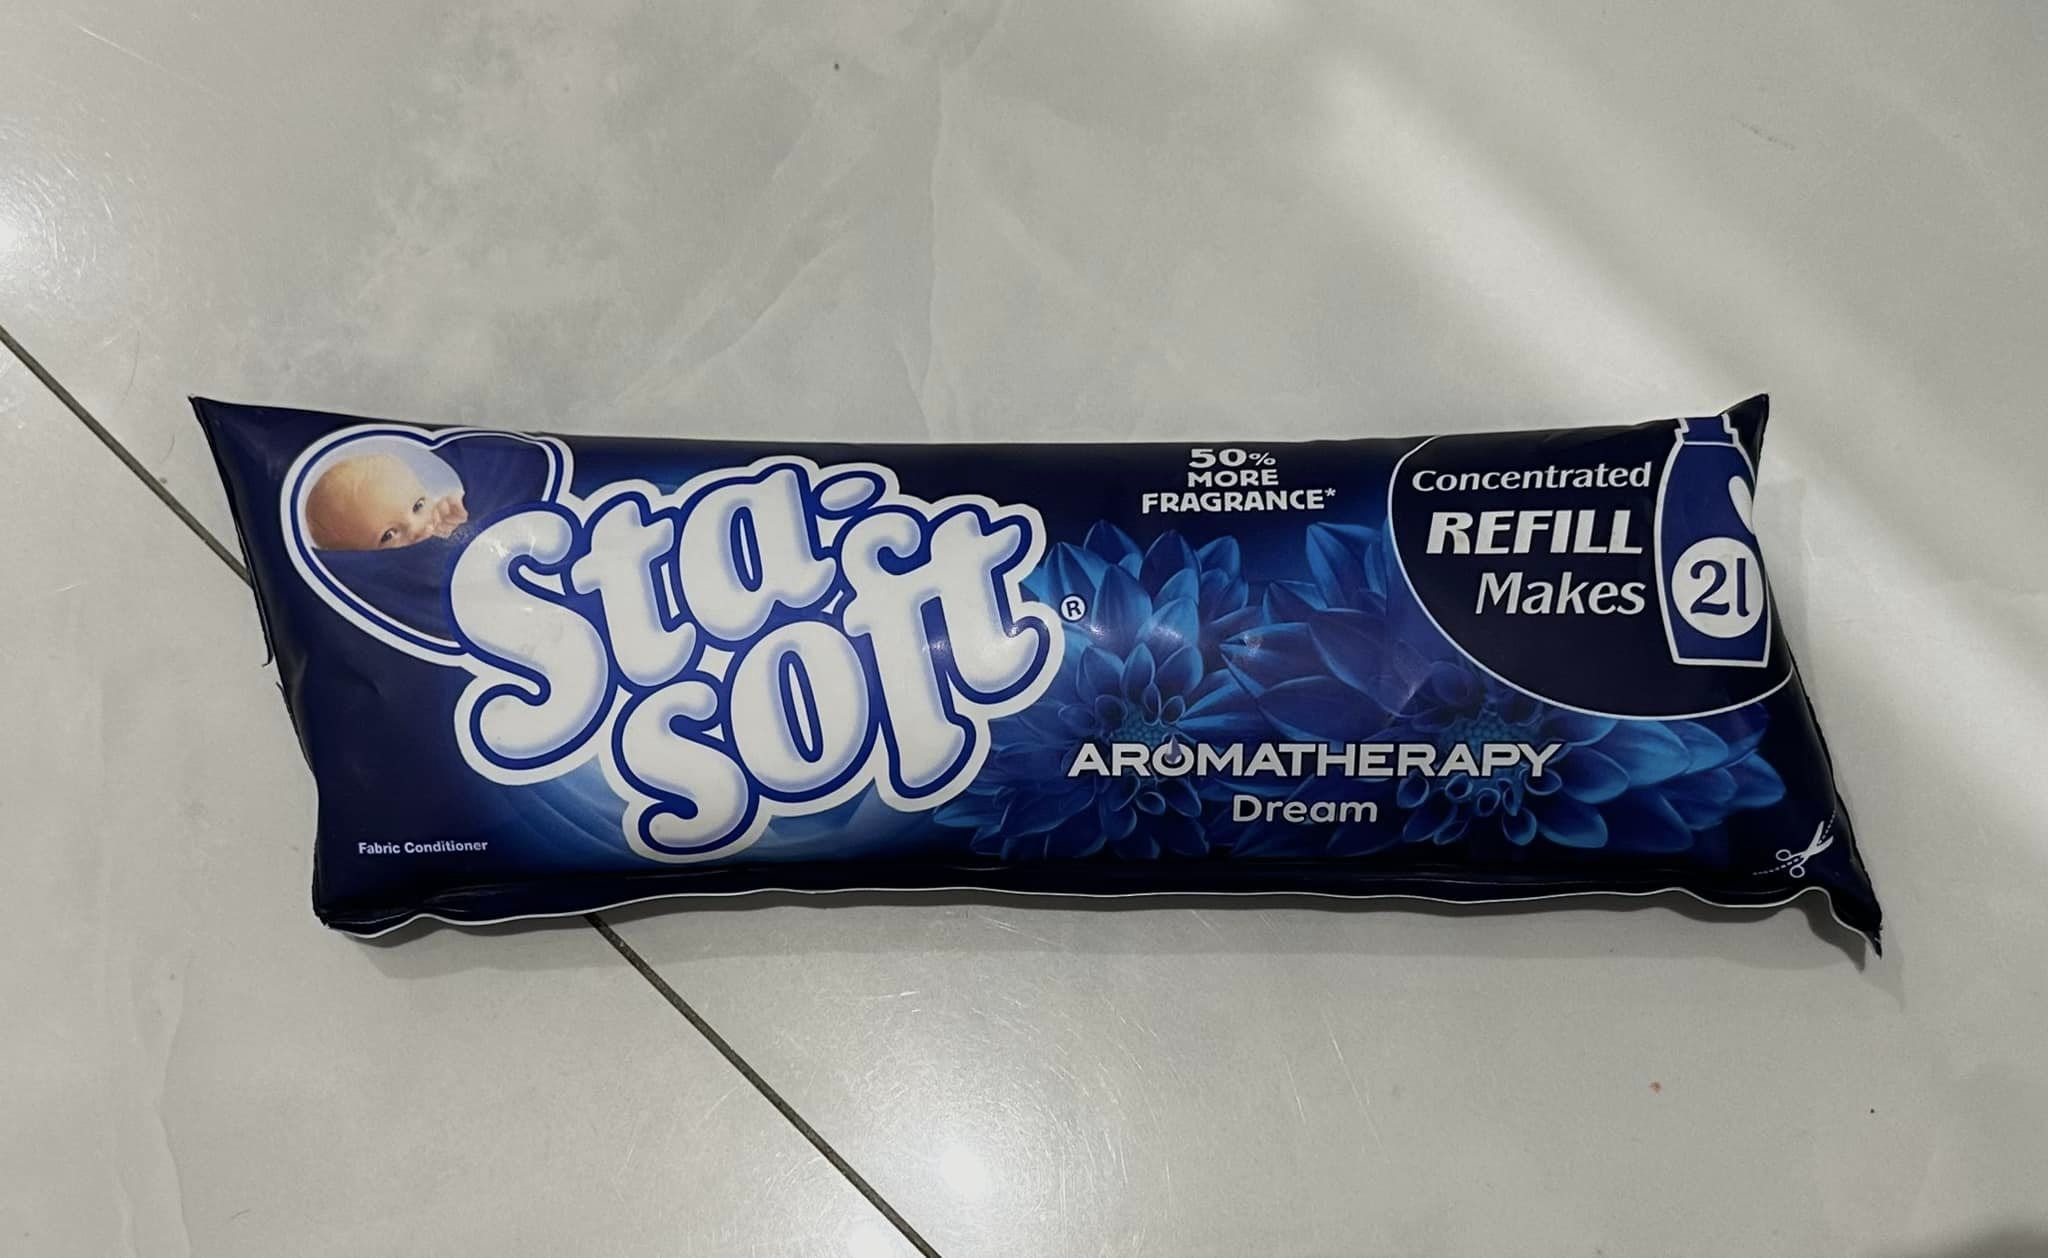 Sta-
soft®
50%
MORE
FRAGRANCE*
Concentrated
REFILL
Makes
2l
AROMATHERAPY
Dream
Fabric Conditioner